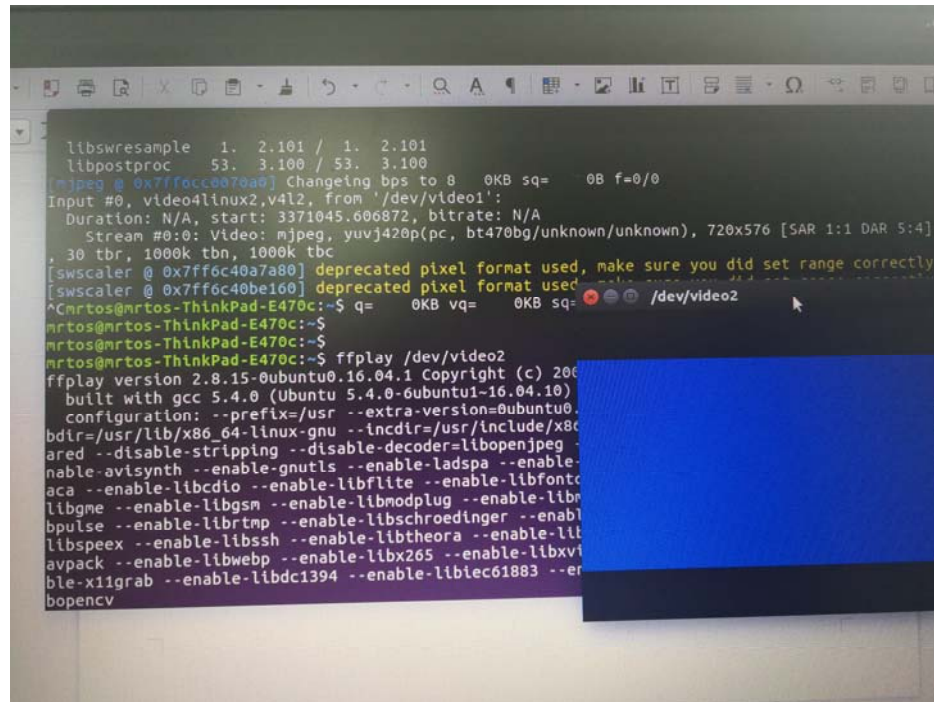 libswresample 1. 2.101 / 1. 2.101
libpostproc 53. 3.100 / 53. 3.100
[mjpeg @ 0x7ff6cc0070a0] Changeing bps to 8 0KB sq= 0B f=0/0
Input #0, video4linux2,v4l2, from '/dev/video1':
Duration: N/A, start: 3371045.606872, bitrate: N/A
Stream #0:0: Video: mjpeg, yuvj420p(pc, bt470bg/unknown/unknown), 720x576 [SAR 1:1 DAR 5:4]
, 30 tbr, 1000k tbn, 1000k tbc
[swscaler @ 0x7ff6c40a7a80] deprecated pixel format used, make sure you did set range correctly
[swscaler @ 0x7ff6c40be160] deprecated pixel format used
^Cmrtos@mrtos-ThinkPad-E470c:~$ q= 0KB vq= 0KB sq=
/dev/video2
mrtos@mrtos-ThinkPad-E470c:~$
mrtos@mrtos-ThinkPad-E470c:~$
mrtos@mrtos-ThinkPad-E470c:~$ ffplay /dev/video2
ffplay version 2.8.15-0ubuntu0.16.04.1 Copyright (c) 200
built with gcc 5.4.0 (Ubuntu 5.4.0-6ubuntu1~16.04.10)
configuration: --prefix=/usr --extra-version=0ubuntu0.
bdir=/usr/lib/x86_64-linux-gnu --incdir=/usr/include/x8
ared --disable-stripping --disable-decoder=libopenjpeg -
nable-avisynth --enable-gnutls --enable-ladspa --enable-
aca --enable-libcdio --enable-libflite --enable-libfont
libgme --enable-libgsm --enable-libmodplug --enable-lib
bpulse --enable-librtmp --enable-libschroedinger --enabl
libspeex --enable-libssh --enable-libtheora --enable-li
avpack --enable-libwebp --enable-libx265 --enable-libxvi
ble-x11grab --enable-libdc1394 --enable-libiec61883 --e
bopencv